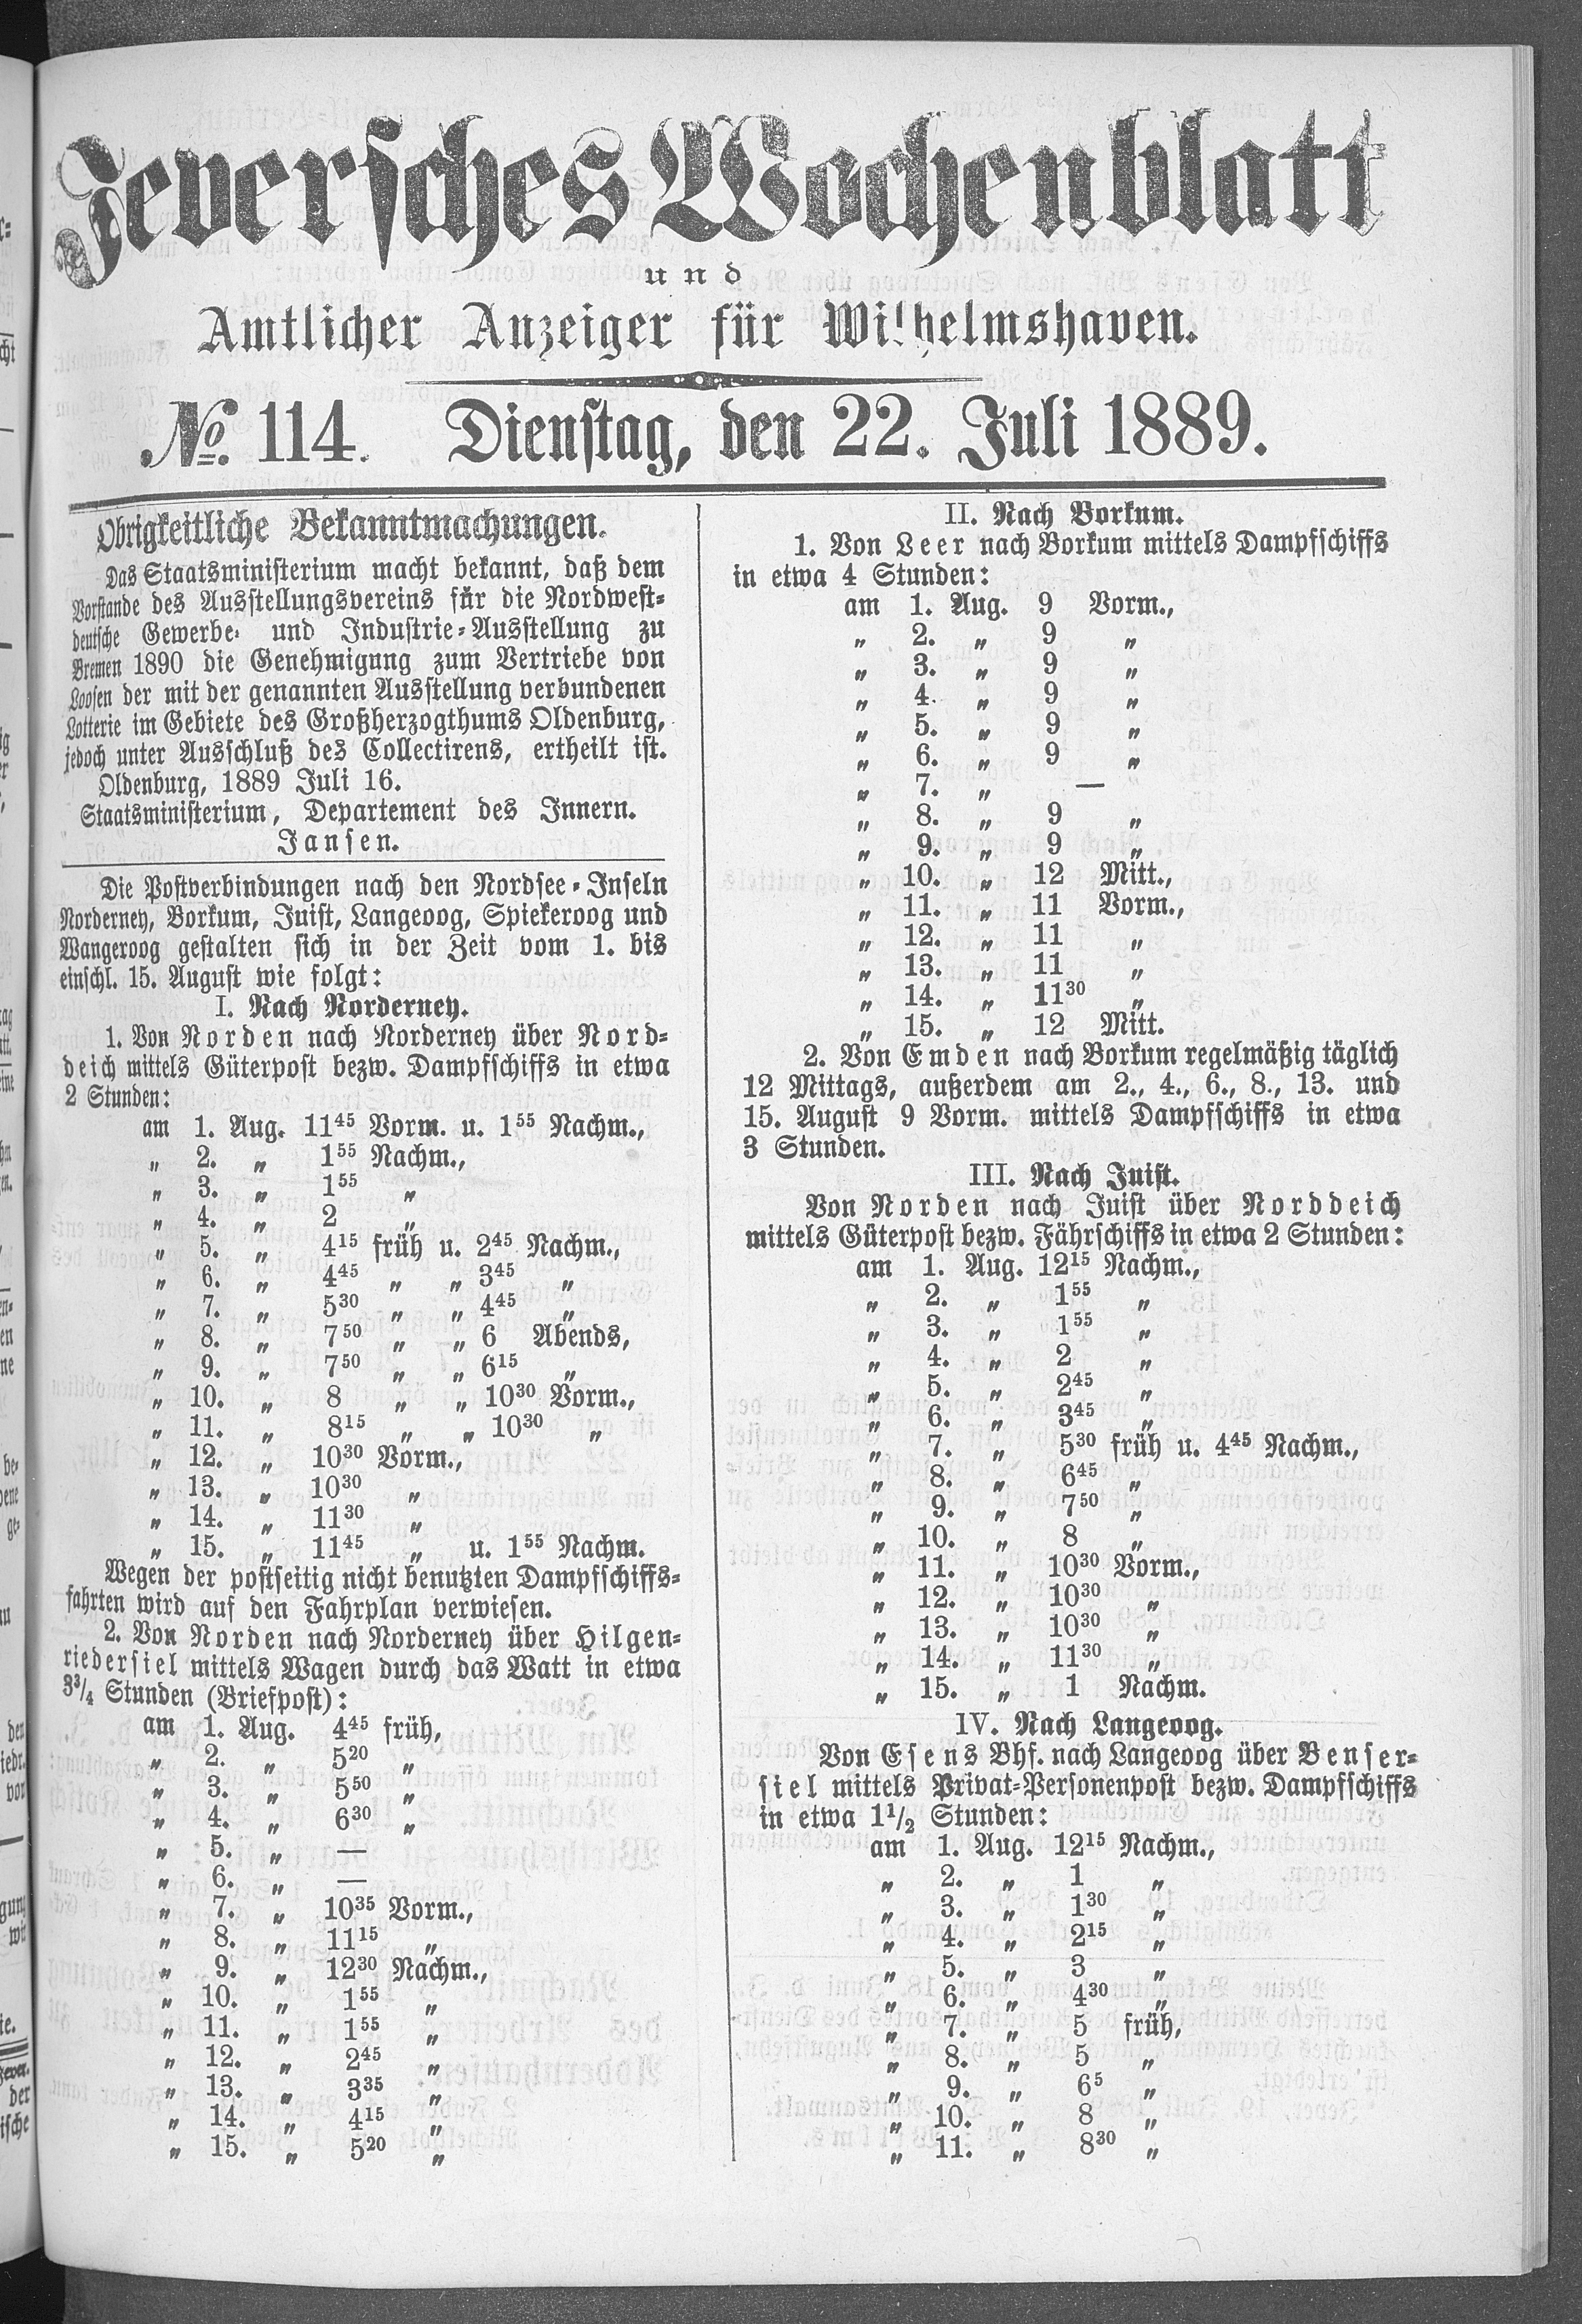 Jeversches Wochenblatt
und
Amtlicher Anzeiger für Wilhelmshaven.
No. 114. Dienstag, den 22. Juli 1889.
Obrigkeitliche Bekanntmachungen.
Das Staatsministerium macht bekannt, daß dem
Vorstande des Ausstellungsvereins für die Nordwest-
deutsche Gewerbe- und Industrie-Ausstellung zu
Bremen 1890 die Genehmigung zum Vertriebe von
Loosen der mit der genannten Ausstellung verbundenen
Lotterie im Gebiete des Großherzogthums Oldenburg,
jedoch unter Ausschluß des Collectirens, ertheilt ist.
Oldenburg, 1889 Juli 16.
Staatsministerium, Departement des Innern.
Jansen.
Die Postverbindungen nach den Nordsee-Inseln
Norderney, Borkum, Juist, Langeoog, Spiekeroog und
Wangeroog gestalten sich in der Zeit vom 1. bis
einschl. 15. August wie folgt:
I. Nach Norderney.
1. Von Norden nach Norderney über Nord-
deich mittels Güterpost bezw. Dampfschiffs in etwa
2 Stunden:
am 1. Aug. 11⁴⁵ Vorm. u. 1⁵⁵ Nachm.,
„ 2. „ 1⁵⁵ Nachm.,
„ 3. „ 1⁵⁵ „
„ 4. „ 2 „
„ 5. „ 4¹⁵ früh u. 2⁴⁵ Nachm.,
„ 6. „ 4⁴⁵ „ „ 3⁴⁵ „
„ 7. „ 5³⁰ „ „ 4⁴⁵ „
„ 8. „ 7⁵⁰ „ „ 6 Abends,
„ 9. „ 7⁵⁰ „ „ 6¹⁵ „
„ 10. „ 8 „ „ 10³⁰ Vorm.,
„ 11. „ 8¹⁵ „ „ 10³⁰ „
„ 12. „ 10³⁰ Vorm.,
„ 13. „ 10³⁰ „
„ 14. „ 11³⁰ „
„ 15. „ 11⁴⁵ „ u. 1⁵⁵ Nachm.
Wegen der postseitig nicht benutzten Dampfschiffs-
fahrten wird auf den Fahrplan verwiesen.
2. Von Norden nach Norderney über Hilgen-
riedersiel mittels Wagen durch das Watt in etwa
3³/₄ Stunden (Briefpost):
am 1. Aug. 4⁴⁵ früh,
„ 2. „ 5²⁰ „
„ 3. „ 5⁵⁰ „
„ 4. „ 6³⁰ „
„ 5. „ —
„ 6. „ —
„ 7. „ 10³⁵ Vorm.,
„ 8. „ 11¹⁵ „
„ 9. „ 12³⁰ Nachm.,
„ 10. „ 1⁵⁵ „
„ 11. „ 1⁵⁵ „
„ 12. „ 2⁴⁵ „
„ 13. „ 3³⁵ „
„ 14. „ 4¹⁵ „
„ 15. „ 5²⁰ „
II. Nach Borkum.
1. Von Leer nach Borkum mittels Dampfschiffs
in etwa 4 Stunden:
am 1. Aug. 9 Vorm.,
„ 2. „ 9 „
„ 3. „ 9 „
„ 4. „ 9 „
„ 5. „ 9 „
„ 6. „ 9 „
„ 7. „ —
„ 8. „ 9 „
„ 9. „ 9 „
„ 10. „ 12 Mitt.,
„ 11. „ 11 Vorm.,
„ 12. „ 11 „
„ 13. „ 11 „
„ 14. „ 11³⁰ „
„ 15. „ 12 Mitt.
2. Von Emden nach Borkum regelmäßig täglich
12 Mittags, außerdem am 2., 4., 6., 8., 13. und
15. August 9 Vorm. mittels Dampfschiffs in etwa
3 Stunden.
III. Nach Juist.
Von Norden nach Juist über Norddeich
mittels Güterpost bezw. Fährschiffs in etwa 2 Stunden:
am 1. Aug. 12¹⁵ Nachm.,
„ 2. „ 1⁵⁵ „
„ 3. „ 1⁵⁵ „
„ 4. „ 2 „
„ 5. „ 2⁴⁵ „
„ 6. „ 3⁴⁵ „
„ 7. „ 5³⁰ früh u. 4⁴⁵ Nachm.,
„ 8. „ 6⁴⁵ „
„ 9. „ 7⁵⁰ „
„ 10. „ 8 „
„ 11. „ 10³⁰ Vorm.,
„ 12. „ 10³⁰ „
„ 13. „ 10³⁰ „
„ 14. „ 11³⁰ „
„ 15. „ 1 Nachm.
IV. Nach Langeoog.
Von Esens Bhf. nach Langeoog über Benser-
siel mittels Privat-Personenpost bezw. Dampfschiffs
in etwa 1¹/₂ Stunden:
am 1. Aug. 12¹⁵ Nachm.,
„ 2. „ 1 „
„ 3. „ 1³⁰ „
„ 4. „ 2¹⁵ „
„ 5. „ 3 „
„ 6. „ 4³⁰ „
„ 7. „ 5 früh,
„ 8. „ 5 „
„ 9. „ 6⁵ „
„ 10. „ 8 „
„ 11. „ 8³⁰ „